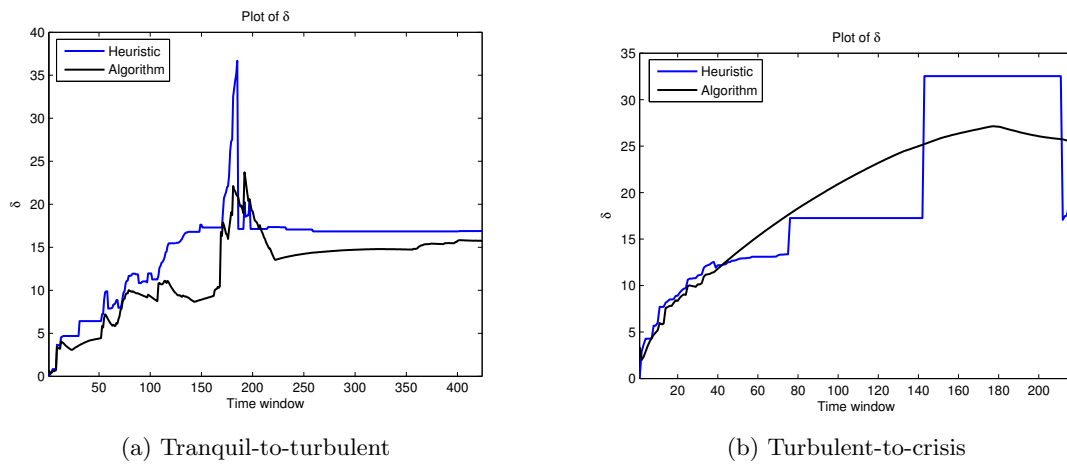 Plot of δ
40
35
30
25
20
15
10
5
0
δ
Heuristic
Algorithm
50
100
150
200
250
300
350
400
Time window
(a) Tranquil-to-turbulent
Plot of δ
35
30
25
20
15
10
5
0
δ
Heuristic
Algorithm
20
40
60
80
100
120
140
160
180
200
Time window
(b) Turbulent-to-crisis